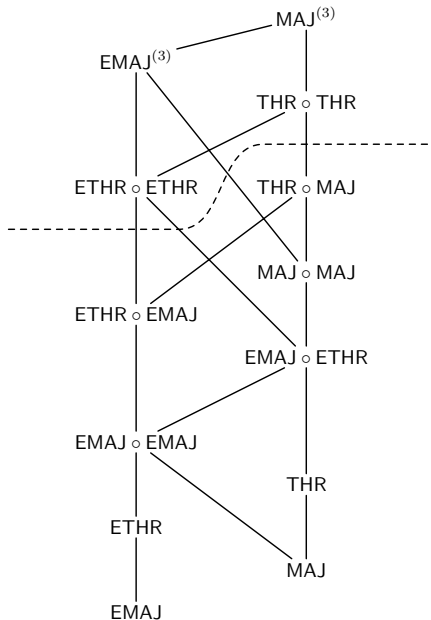 MAJ⁽³⁾
EMAJ⁽³⁾
THR ∘ THR
ETHR ∘ ETHR
THR ∘ MAJ
MAJ ∘ MAJ
ETHR ∘ EMAJ
EMAJ ∘ ETHR
EMAJ ∘ EMAJ
THR
ETHR
MAJ
EMAJ